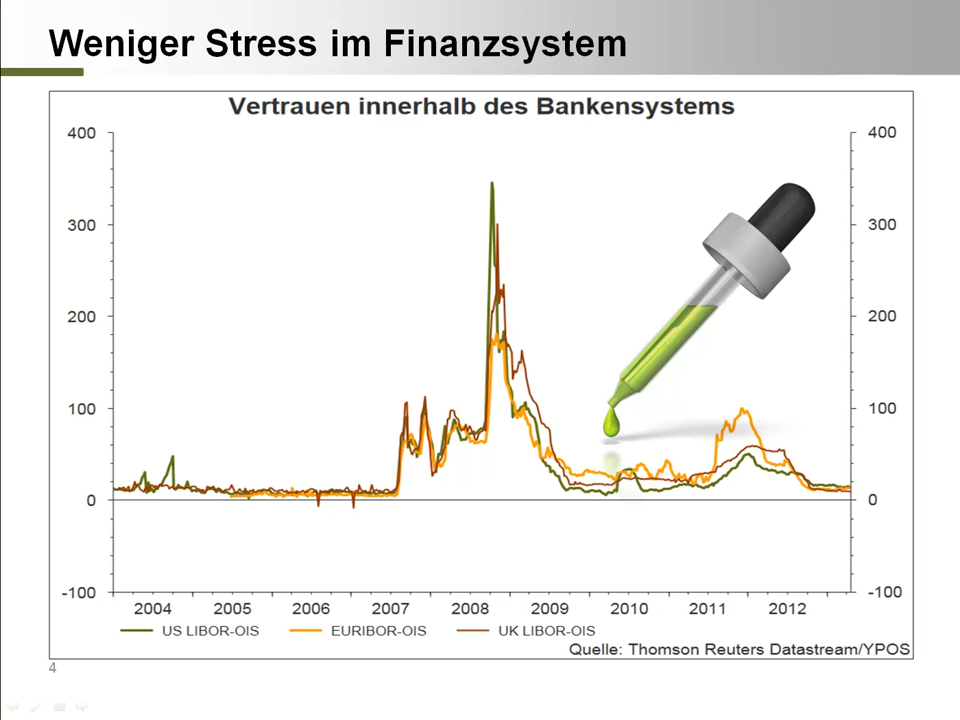 Weniger Stress im Finanzsystem
Vertrauen innerhalb des Bankensystems
400 400
300 300
200 200
100 100
0 0
-100 -100
2004 2005 2006 2007 2008 2009 2010 2011 2012
US LIBOR-OIS EURIBOR-OIS UK LIBOR-OIS
Quelle: Thomson Reuters Datastream/YPOS
4